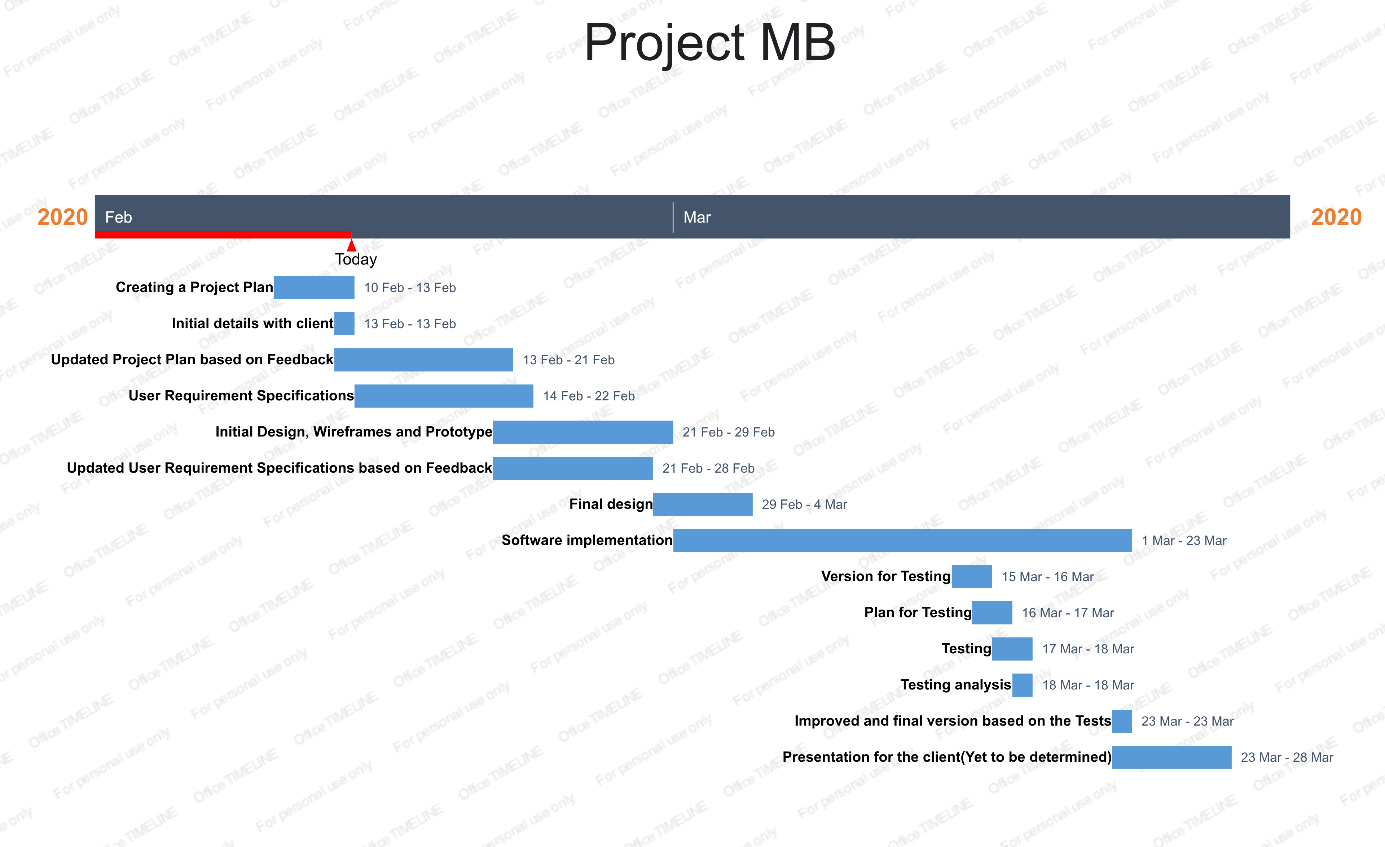 Project MB
2020 Feb Mar 2020
Today
Creating a Project Plan 10 Feb - 13 Feb
Initial details with client 13 Feb - 13 Feb
Updated Project Plan based on Feedback 13 Feb - 21 Feb
User Requirement Specifications 14 Feb - 22 Feb
Initial Design, Wireframes and Prototype 21 Feb - 29 Feb
Updated User Requirement Specifications based on Feedback 21 Feb - 28 Feb
Final design 29 Feb - 4 Mar
Software implementation 1 Mar - 23 Mar
Version for Testing 15 Mar - 16 Mar
Plan for Testing 16 Mar - 17 Mar
Testing 17 Mar - 18 Mar
Testing analysis 18 Mar - 18 Mar
Improved and final version based on the Tests 23 Mar - 23 Mar
Presentation for the client(Yet to be determined) 23 Mar - 28 Mar
Office TIMELINE For personal use only